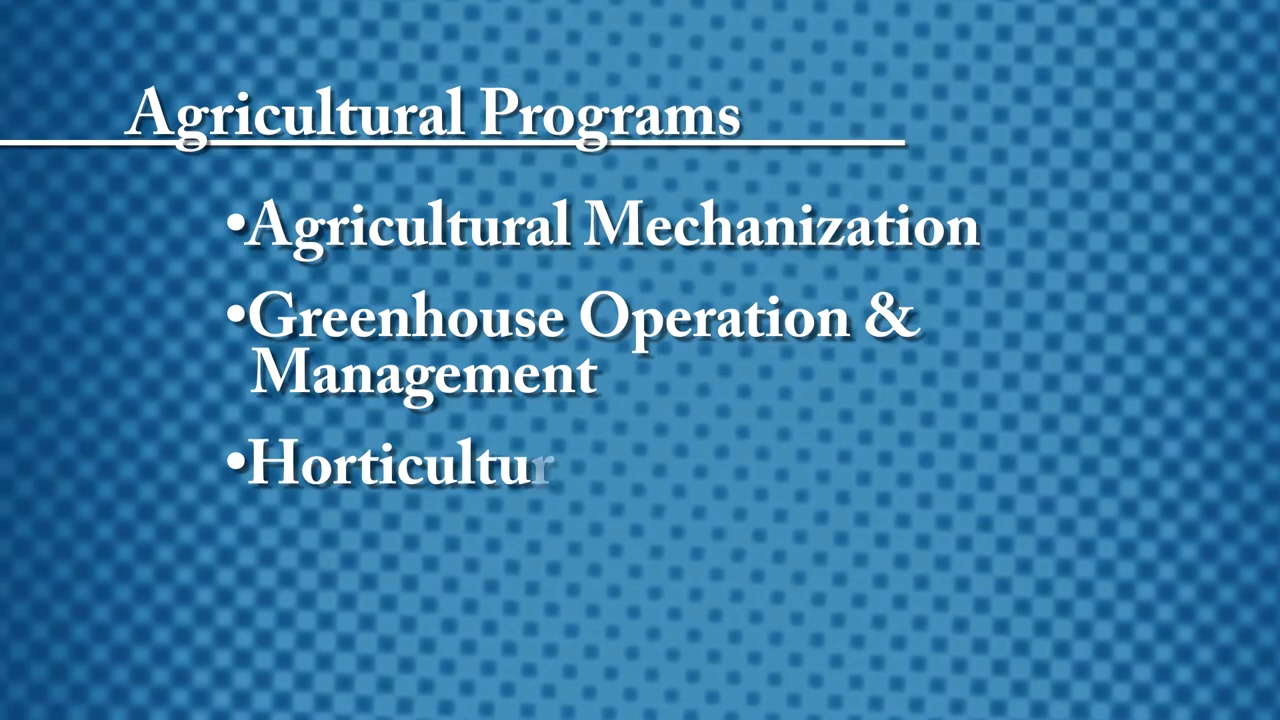 Agricultural Programs
•Agricultural Mechanization
•Greenhouse Operation &
Management
•Horticultur